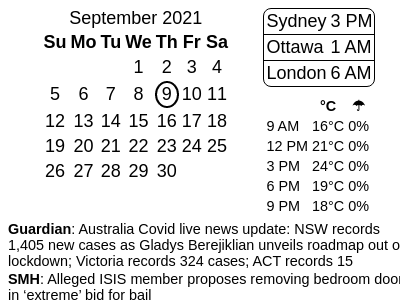 September 2021
Su Mo Tu We Th Fr Sa
1 2 3 4
5 6 7 8 9 10 11
12 13 14 15 16 17 18
19 20 21 22 23 24 25
26 27 28 29 30
Sydney 3 PM
Ottawa 1 AM
London 6 AM
°C ☂
9 AM 16°C 0%
12 PM 21°C 0%
3 PM 24°C 0%
6 PM 19°C 0%
9 PM 18°C 0%
Guardian: Australia Covid live news update: NSW records
1,405 new cases as Gladys Berejiklian unveils roadmap out o
lockdown; Victoria records 324 cases; ACT records 15
SMH: Alleged ISIS member proposes removing bedroom door
in ‘extreme’ bid for bail